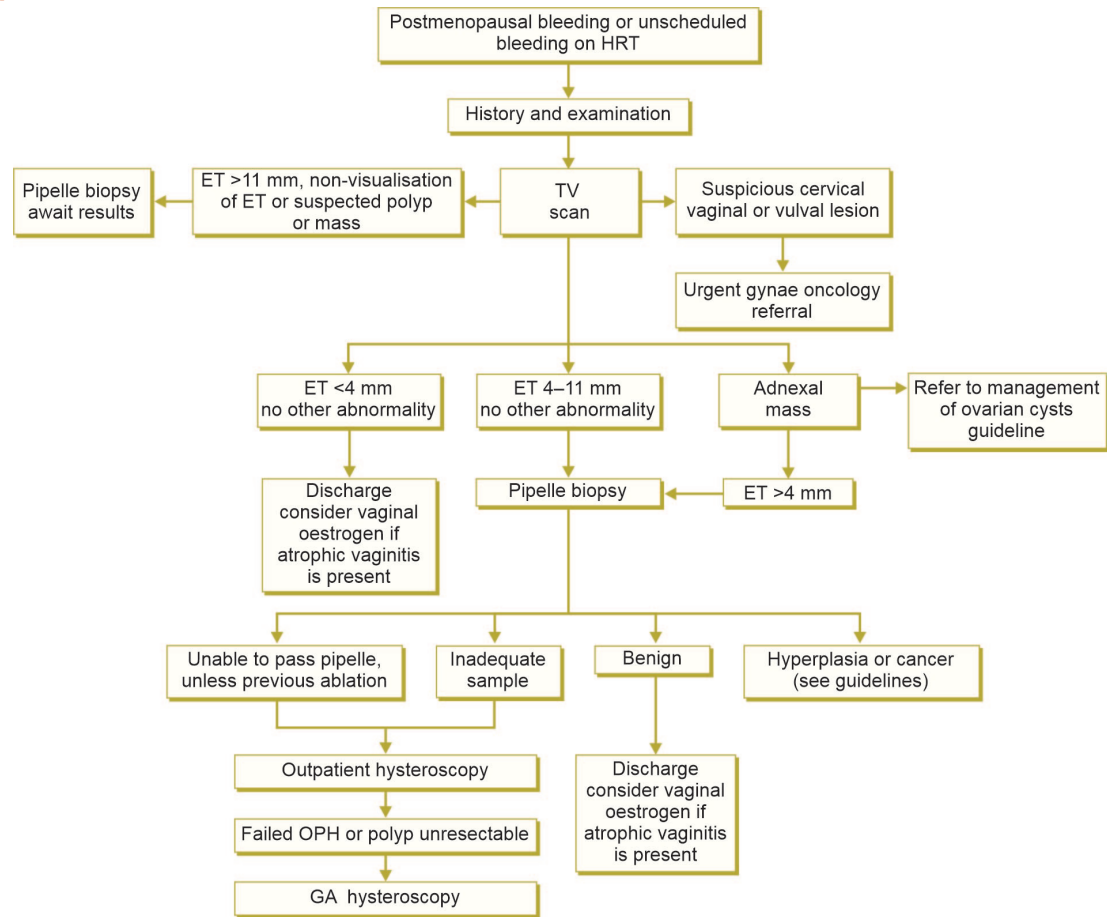 Postmenopausal bleeding or unscheduled
bleeding on HRT
History and examination
Pipelle biopsy
await results
ET >11 mm, non-visualisation
of ET or suspected polyp
or mass
TV
scan
Suspicious cervical
vaginal or vulval lesion
Urgent gynae oncology
referral
ET <4 mm
no other abnormality
ET 4–11 mm
no other abnormality
Adnexal
mass
Refer to management
of ovarian cysts
guideline
Discharge
consider vaginal
oestrogen if
atrophic vaginitis
is present
Pipelle biopsy
ET >4 mm
Unable to pass pipelle,
unless previous ablation
Inadequate
sample
Benign
Hyperplasia or cancer
(see guidelines)
Outpatient hysteroscopy
Discharge
consider vaginal
oestrogen if
atrophic vaginitis
is present
Failed OPH or polyp unresectable
GA hysteroscopy